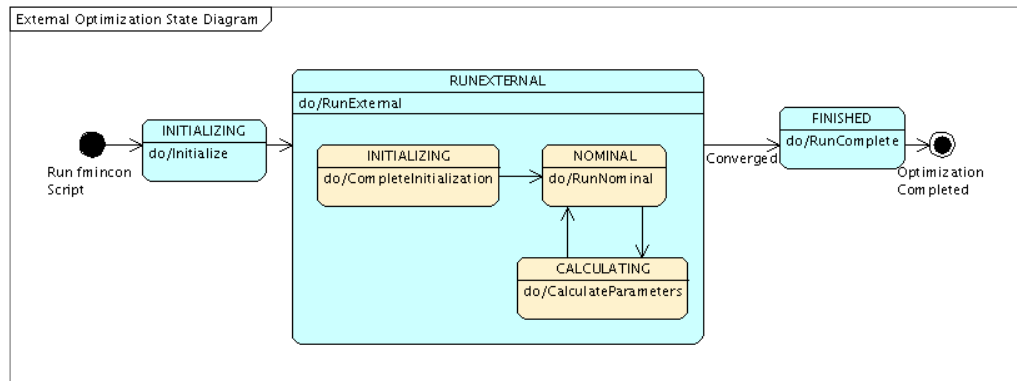 External Optimization State Diagram
Run fmincon
Script
INITIALIZING
do/Initialize
RUNEXTERNAL
do/RunExternal
INITIALIZING
do/CompleteInitialization
NOMINAL
do/RunNominal
CALCULATING
do/CalculateParameters
Converged
FINISHED
do/RunComplete
Optimization
Completed